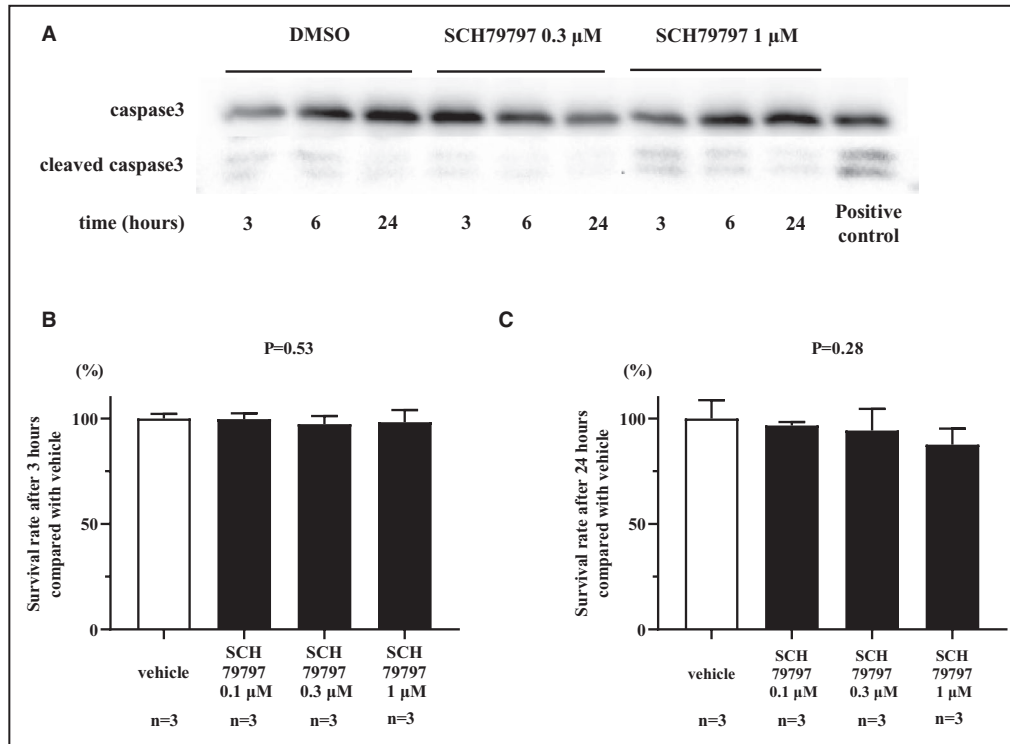 A
DMSO
SCH79797 0.3 µM
SCH79797 1 µM
caspase3
cleaved caspase3
time (hours)
3
6
24
3
6
24
3
6
24
Positive
control
B
P=0.53
(%)
100
50
0
Survival rate after 3 hours
compared with vehicle
vehicle
SCH
79797
0.1 µM
SCH
79797
0.3 µM
SCH
79797
1 µM
n=3
n=3
n=3
n=3
C
P=0.28
(%)
100
50
0
Survival rate after 24 hours
compared with vehicle
vehicle
SCH
79797
0.1 µM
SCH
79797
0.3 µM
SCH
79797
1 µM
n=3
n=3
n=3
n=3